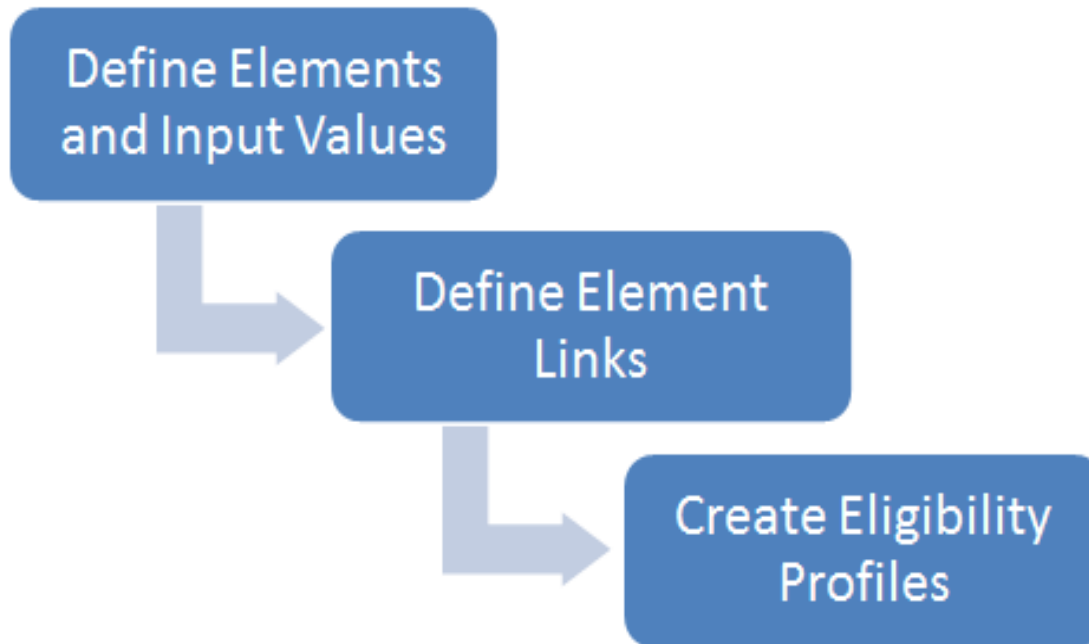 Define Elements
and Input Values
Define Element
Links
Create Eligibility
Profiles